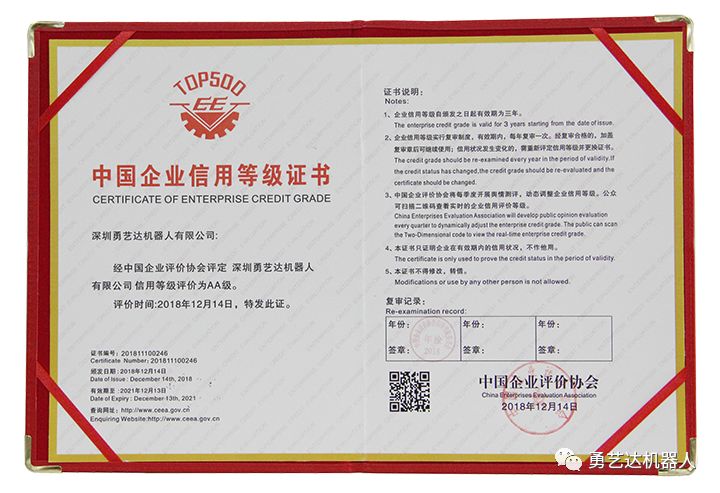 TOP500
EE
中国企业信用等级证书
CERTIFICATE OF ENTERPRISE CREDIT GRADE
深圳勇艺达机器人有限公司:
经中国企业评价协会评定 深圳勇艺达机器人
有限公司 信用等级评价为AA级。
评价时间:2018年12月14日，特发此证。
证书编号: 201811100246
Certificate Number: 201811100246
颁发日期: 2018年12月14日
Date of Issue : December 14th, 2018
有效期至: 2021年12月13日
Date of Expiry : December 13th, 2021
查询网址: http://www.ceea.gov.cn
Enquiring Website:http://www.ceea.gov.cn
证书说明:
Notes:
1、企业信用等级自颁发之日起有效期为三年。
The enterprise credit grade is valid for 3 years starting from the date of issue.
2、企业信用等级实行复审制度，有效期内，每年复审一次。经复审合格的，加盖
复审章后可继续使用；信用状况发生变化的，需重新评定信用等级并更换证书。
The credit grade should be re-examined every year in the period of validity.If
the credit status has changed,the credit grade should be re-evaluated and the
certificate should be changed.
3、中国企业评价协会将每季度开展舆情测评，动态调整企业信用等级。公众
可扫描二维码查看实时的企业信用评价等级。
China Enterprises Evaluation Association will develop public opinion evaluation
every quarter to dynamically adjust the enterprise credit grade. The public can scan
the Two-Dimensional code to view the real-time enterprise credit grade.
4、本证书只证明企业在有效期内的信用状况，不作他用。
The certificate is only used to prove the credit status in the period of validity.
5、本证书不得修改，转借。
Modifications or use by any other person is not allowed.
复审记录:
Re-examination record:
年份: 年份: 年份:
签章: 签章: 签章:
年检
2018
中国企业评价协会
China Enterprises Evaluation Association
2018年12月14日
勇艺达机器人